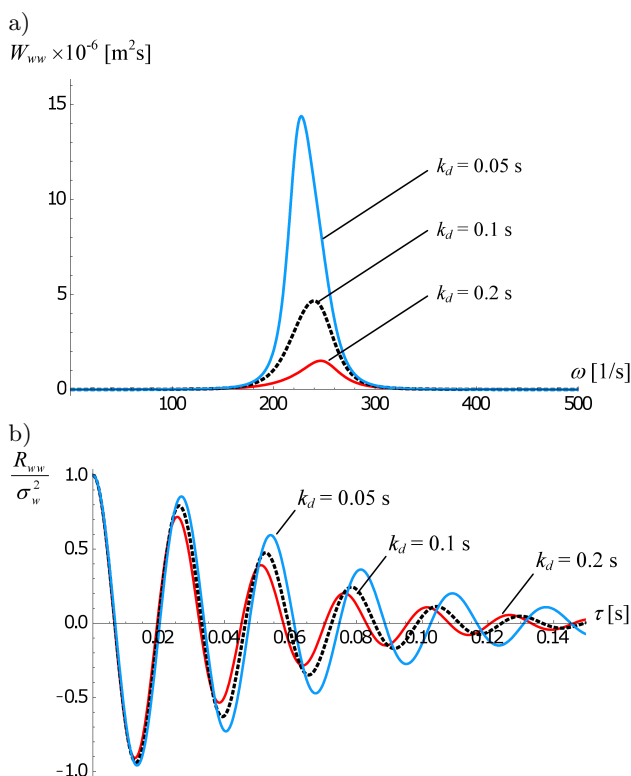 a)
W_ww ×10^-6 [m^2s]
15
10
5
0
k_d = 0.05 s
k_d = 0.1 s
k_d = 0.2 s
ω [1/s]
100 200 300 400 500
b)
R_ww
σ_w^2
1.0
0.5
0.0
-0.5
-1.0
k_d = 0.05 s
k_d = 0.1 s
k_d = 0.2 s
τ [s]
0.02 0.04 0.06 0.08 0.10 0.12 0.14